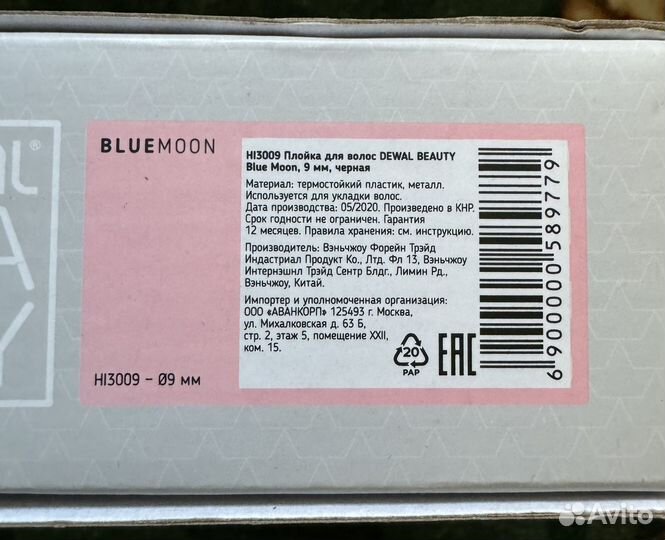 BLUEMOON
HI3009 Плойка для волос DEWAL BEAUTY
Blue Moon, 9 мм, черная
Материал: термостойкий пластик, металл.
Используется для укладки волос.
Дата производства: 05/2020. Произведено в КНР.
Срок годности не ограничен. Гарантия
12 месяцев. Правила хранения: см. инструкцию.
Производитель: Вэньчжоу Форейн Трэйд
Индастриал Продукт Ко., Лтд. Фл 13, Вэньчжоу
Интернэшнл Трэйд Сентр Блдг., Лимин Рд.,
Вэньчжоу, Китай.
Импортер и уполномоченная организация:
ООО «АВАНКОРП» 125493 г. Москва,
ул. Михалковская д. 63 Б,
стр. 2, этаж 5, помещение XXII,
ком. 15.
20
PAP
EAC
6900000589779
HI3009 – Ø9 мм
Avito